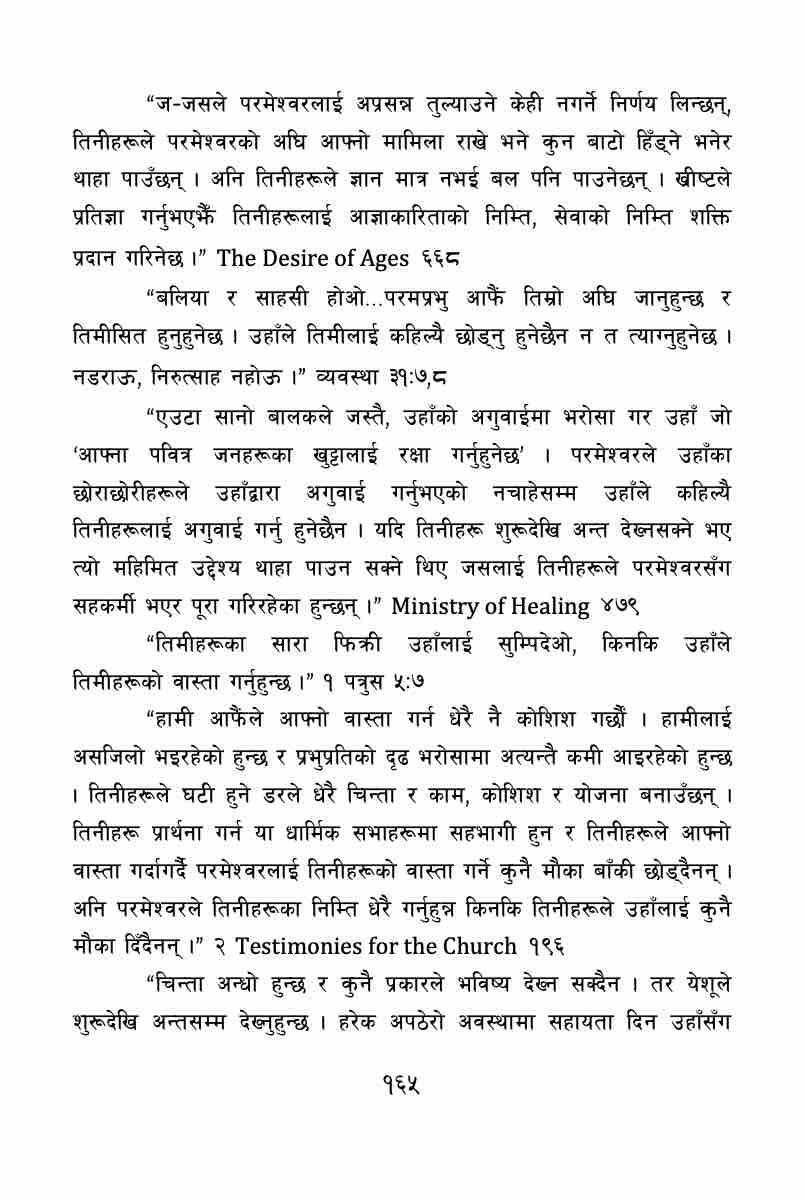 “ज-जसले परमेश्वरलाई अप्रसन्न तुल्याउने केही नगर्ने निर्णय लिन्छन्,
तिनीहरूले परमेश्वरको अघि आफ्नो मामिला राखे भने कुन बाटो हिँड्ने भनेर
थाहा पाउँछन् । अनि तिनीहरूले ज्ञान मात्र नभई बल पनि पाउनेछन् । ख्रीष्टले
प्रतिज्ञा गर्नुभएझैँ तिनीहरूलाई आज्ञाकारिताको निम्ति, सेवाको निम्ति शक्ति
प्रदान गरिनेछ ।” The Desire of Ages ६६८
“बलिया र साहसी होओ...परमप्रभु आफैं तिम्रो अघि जानुहुन्छ र
तिमीसित हुनुहुनेछ । उहाँले तिमीलाई कहिल्यै छोड्नु हुनेछैन न त त्याग्नुहुनेछ ।
नडराऊ, निरुत्साह नहोऊ ।” व्यवस्था ३१:७,८
“एउटा सानो बालकले जस्तै, उहाँको अगुवाईमा भरोसा गर उहाँ जो
‘आफ्ना पवित्र जनहरूका खुट्टालाई रक्षा गर्नुहुनेछ’ । परमेश्वरले उहाँका
छोराछोरीहरूले उहाँद्वारा अगुवाई गर्नुभएको नचाहेसम्म उहाँले कहिल्यै
तिनीहरूलाई अगुवाई गर्नु हुनेछैन । यदि तिनीहरू शुरूदेखि अन्त देख्नसक्ने भए
त्यो महिमित उद्देश्य थाहा पाउन सक्ने थिए जसलाई तिनीहरूले परमेश्वरसँग
सहकर्मी भएर पूरा गरिरहेका हुन्छन् ।” Ministry of Healing ४७९
“तिमीहरूका सारा फिक्री उहाँलाई सुम्पिदेओ, किनकि उहाँले
तिमीहरूको वास्ता गर्नुहुन्छ ।” १ पत्रुस ५:७
“हामी आफैंले आफ्नो वास्ता गर्न धेरै नै कोशिश गर्छौं । हामीलाई
असजिलो भइरहेको हुन्छ र प्रभुप्रतिको दृढ भरोसामा अत्यन्तै कमी आइरहेको हुन्छ
। तिनीहरूले घटी हुने डरले धेरै चिन्ता र काम, कोशिश र योजना बनाउँछन् ।
तिनीहरू प्रार्थना गर्न या धार्मिक सभाहरूमा सहभागी हुन र तिनीहरूले आफ्नो
वास्ता गर्दागर्दै परमेश्वरलाई तिनीहरूको वास्ता गर्ने कुनै मौका बाँकी छोड्दैनन् ।
अनि परमेश्वरले तिनीहरूका निम्ति धेरै गर्नुहुन्न किनकि तिनीहरूले उहाँलाई कुनै
मौका दिँदैनन् ।” २ Testimonies for the Church १९६
“चिन्ता अन्धो हुन्छ र कुनै प्रकारले भविष्य देख्न सक्दैन । तर येशूले
शुरूदेखि अन्तसम्म देख्नुहुन्छ । हरेक अपठेरो अवस्थामा सहायता दिन उहाँसँग
१६५